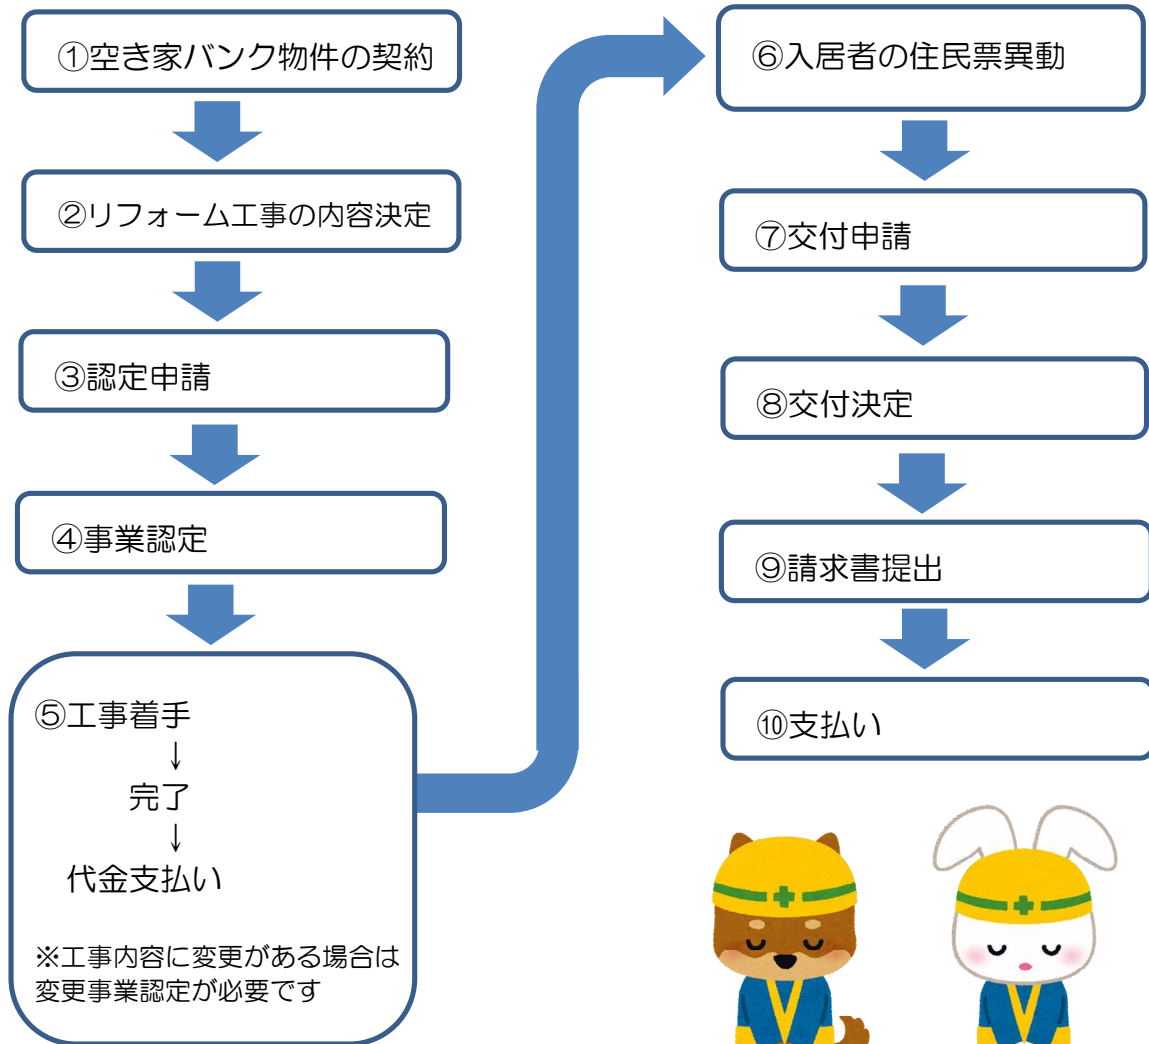 ①空き家バンク物件の契約
②リフォーム工事の内容決定
③認定申請
④事業認定
⑤工事着手
↓
完了
↓
代金支払い
※工事内容に変更がある場合は
変更事業認定が必要です
⑥入居者の住民票異動
⑦交付申請
⑧交付決定
⑨請求書提出
⑩支払い